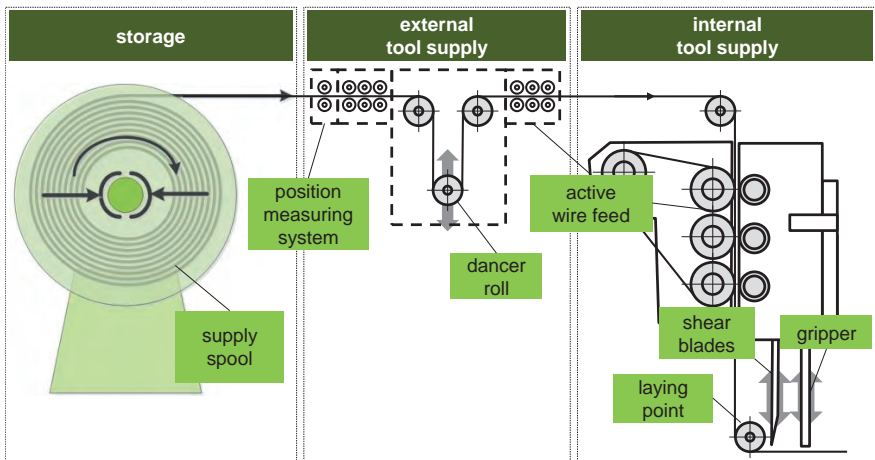 storage
external
tool supply
internal
tool supply
position
measuring
system
active
wire feed
dancer
roll
supply
spool
shear
blades
gripper
laying
point